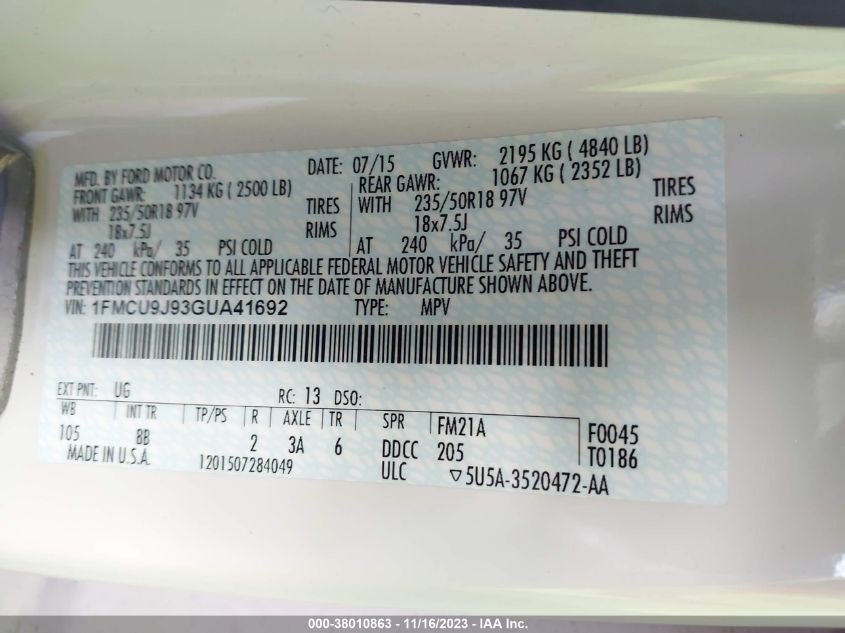 MFD. BY FORD MOTOR CO. DATE: 07/15 GVWR: 2195 KG ( 4840 LB)
FRONT GAWR: 1134 KG ( 2500 LB) REAR GAWR: 1067 KG ( 2352 LB)
WITH 235/50R18 97V TIRES WITH 235/50R18 97V TIRES
18x7.5J RIMS 18x7.5J RIMS
AT 240 kPa/ 35 PSI COLD AT 240 kPa/ 35 PSI COLD
THIS VEHICLE CONFORMS TO ALL APPLICABLE FEDERAL MOTOR VEHICLE SAFETY AND THEFT
PREVENTION STANDARDS IN EFFECT ON THE DATE OF MANUFACTURE SHOWN ABOVE.
VIN: 1FMCU9J93GUA41692 TYPE: MPV
EXT PNT: UG RC: 13 DSO:
WB INT TR TP/PS R AXLE TR SPR FM21A F0045
105 8B 2 3A 6 DDCC 205 T0186
MADE IN U.S.A. 1201507284049 ULC ▽5U5A-3520472-AA
000-38010863 - 11/16/2023 - IAA Inc.